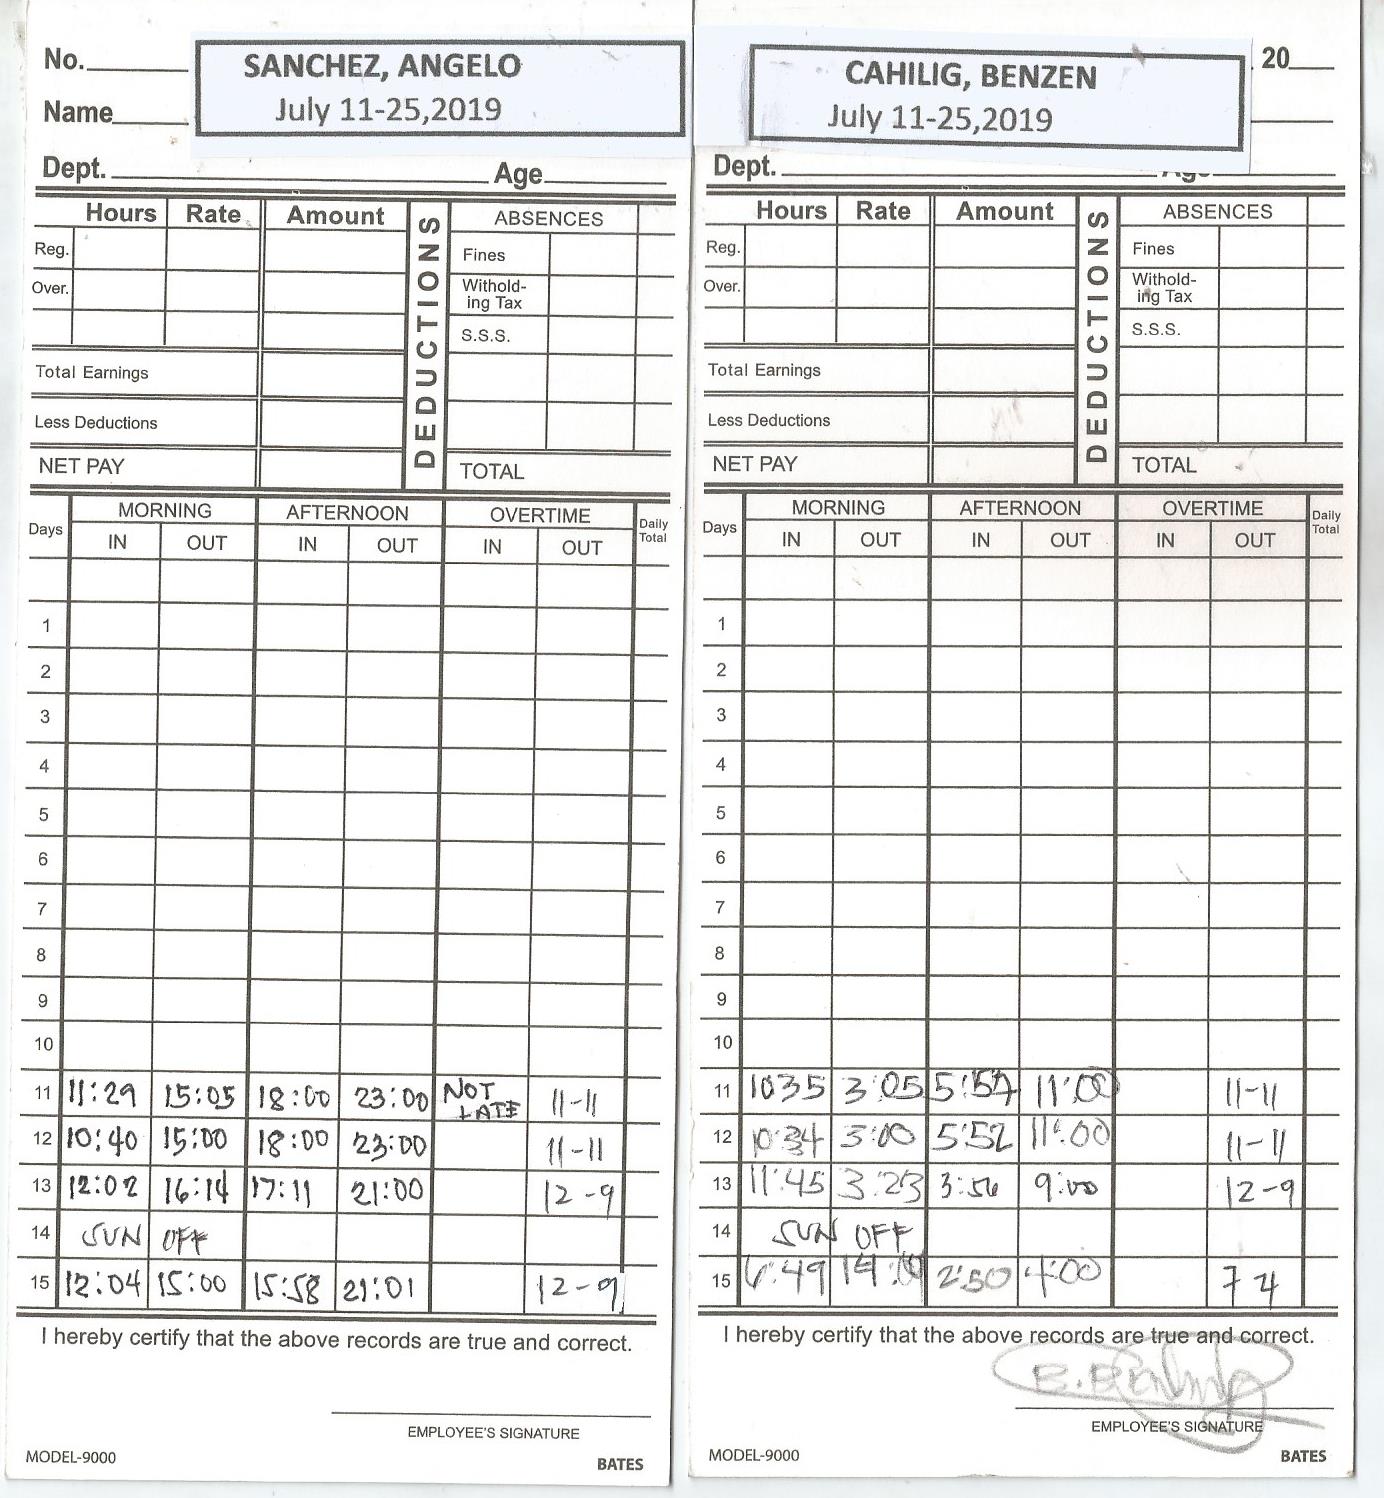 No.
SANCHEZ, ANGELO
July 11-25,2019
Name
Dept. Age
Hours Rate Amount DEDUCTIONS ABSENCES
Reg. Fines
Over. Withold-
ing Tax
S.S.S.
Total Earnings
Less Deductions
NET PAY TOTAL
Days MORNING AFTERNOON OVERTIME Daily
Total
IN OUT IN OUT IN OUT
1
2
3
4
5
6
7
8
9
10
11 11:29 15:05 18:00 23:00 NOT
LATE 11-11
12 10:40 15:00 18:00 23:00 11-11
13 12:02 16:14 17:11 21:00 12-9
14 SUN OFF
15 12:04 15:00 15:58 21:01 12-9
I hereby certify that the above records are true and correct.
EMPLOYEE'S SIGNATURE
MODEL-9000 BATES
CAHILIG, BENZEN
July 11-25,2019
20
Dept. Age
Hours Rate Amount DEDUCTIONS ABSENCES
Reg. Fines
Over. Withold-
ing Tax
S.S.S.
Total Earnings
Less Deductions
NET PAY TOTAL
Days MORNING AFTERNOON OVERTIME Daily
Total
IN OUT IN OUT IN OUT
1
2
3
4
5
6
7
8
9
10
11 1035 3:05 5:57 11:00 11-11
12 10:34 3:00 5:52 11:00 11-11
13 11:45 3:23 3:56 9:00 12-9
14 SUN OFF
15 6:49 2:50 4:00 7 4
I hereby certify that the above records are true and correct.
EMPLOYEE'S SIGNATURE
MODEL-9000 BATES